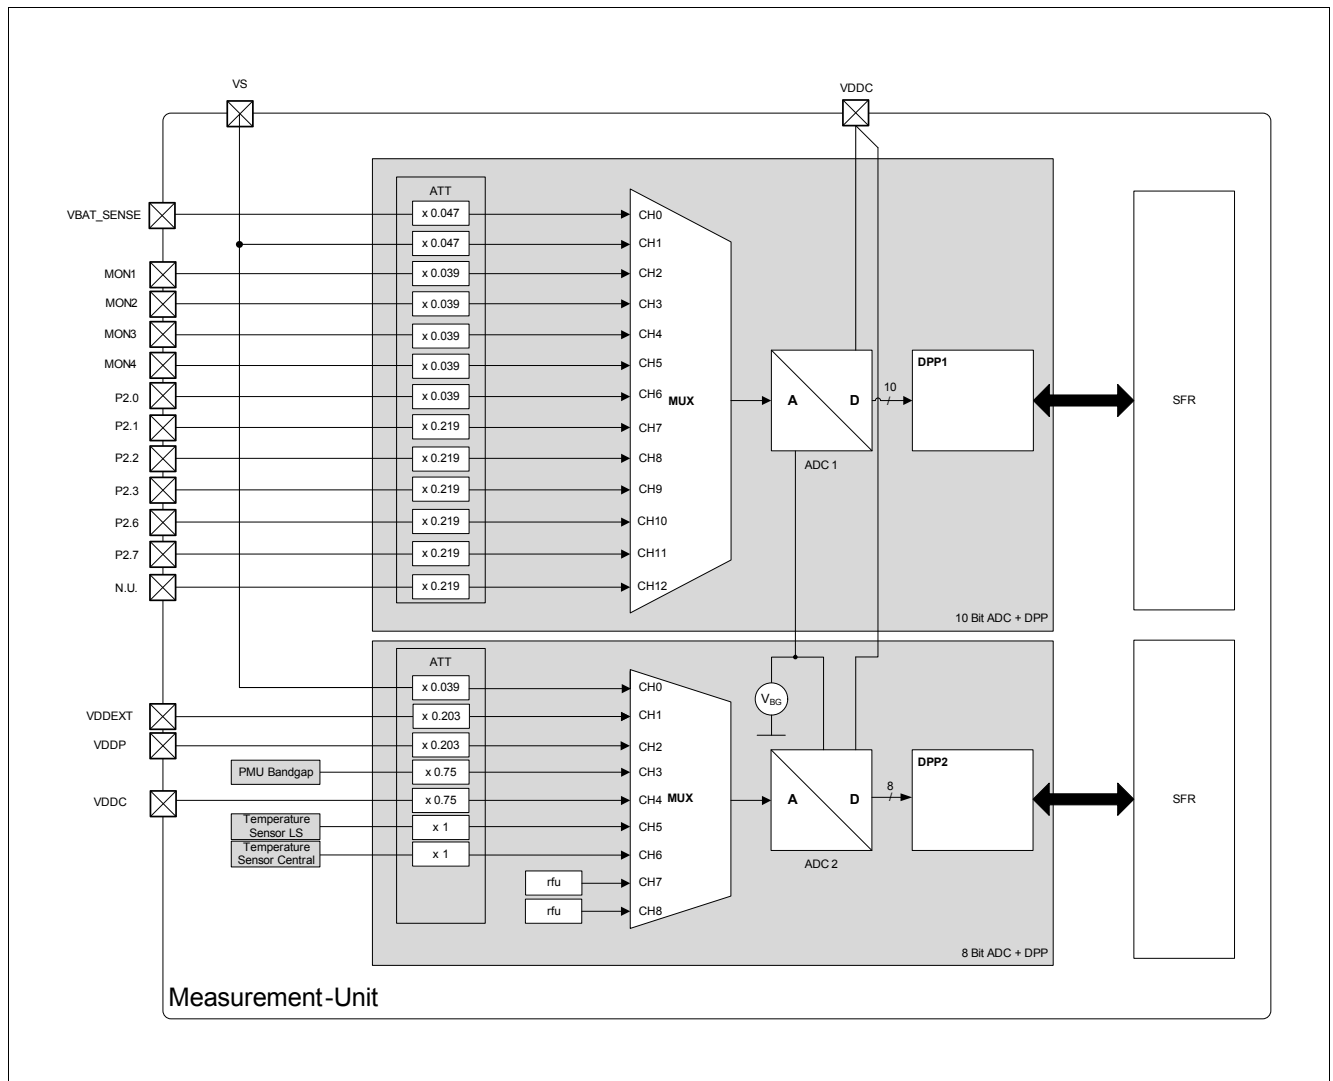 VS
VDDC
ATT
VBAT_SENSE
x 0.047
CH0
x 0.047
CH1
MON1
x 0.039
CH2
MON2
x 0.039
CH3
MON3
x 0.039
CH4
MON4
x 0.039
CH5
P2.0
x 0.039
CH6
MUX
P2.1
x 0.219
CH7
P2.2
x 0.219
CH8
P2.3
x 0.219
CH9
P2.6
x 0.219
CH10
P2.7
x 0.219
CH11
N.U.
x 0.219
CH12
A
D
ADC 1
10
DPP1
SFR
10 Bit ADC + DPP
ATT
x 0.039
CH0
VDDEXT
x 0.203
CH1
VDDP
x 0.203
CH2
PMU Bandgap
x 0.75
CH3
VDDC
x 0.75
CH4
MUX
Temperature
Sensor LS
x 1
CH5
Temperature
Sensor Central
x 1
CH6
rfu
CH7
rfu
CH8
VBG
A
D
ADC 2
8
DPP2
SFR
8 Bit ADC + DPP
Measurement-Unit